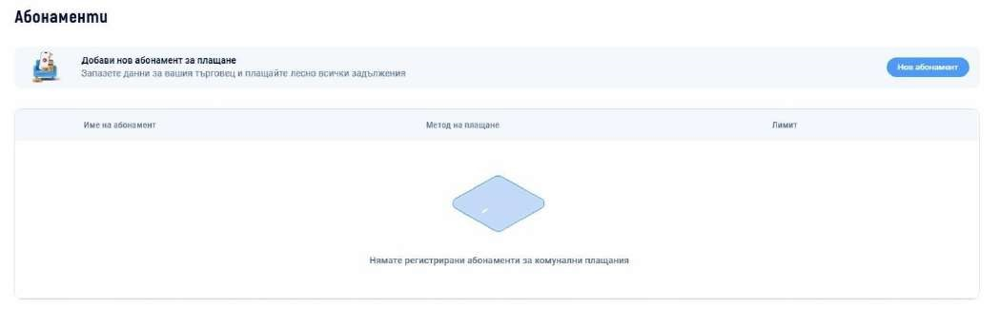 Абонаменти
Добави нов абонамент за плащане
Запазете данни за вашия търговец и плащайте лесно всички задължения
Нов абонамент
Име на абонамент Метод на плащане Лимит
Нямате регистрирани абонаменти за комунални плащания